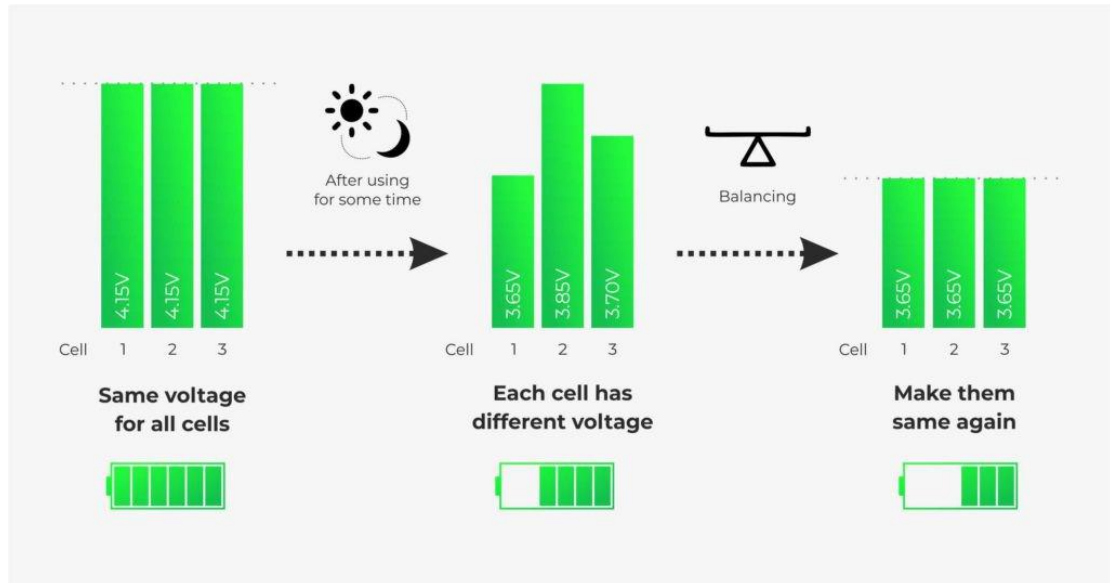 After using
for some time
Balancing
4.15V
4.15V
4.15V
3.65V
3.85V
3.70V
3.65V
3.65V
3.65V
Cell 1 2 3
Cell 1 2 3
Cell 1 2 3
Same voltage
for all cells
Each cell has
different voltage
Make them
same again